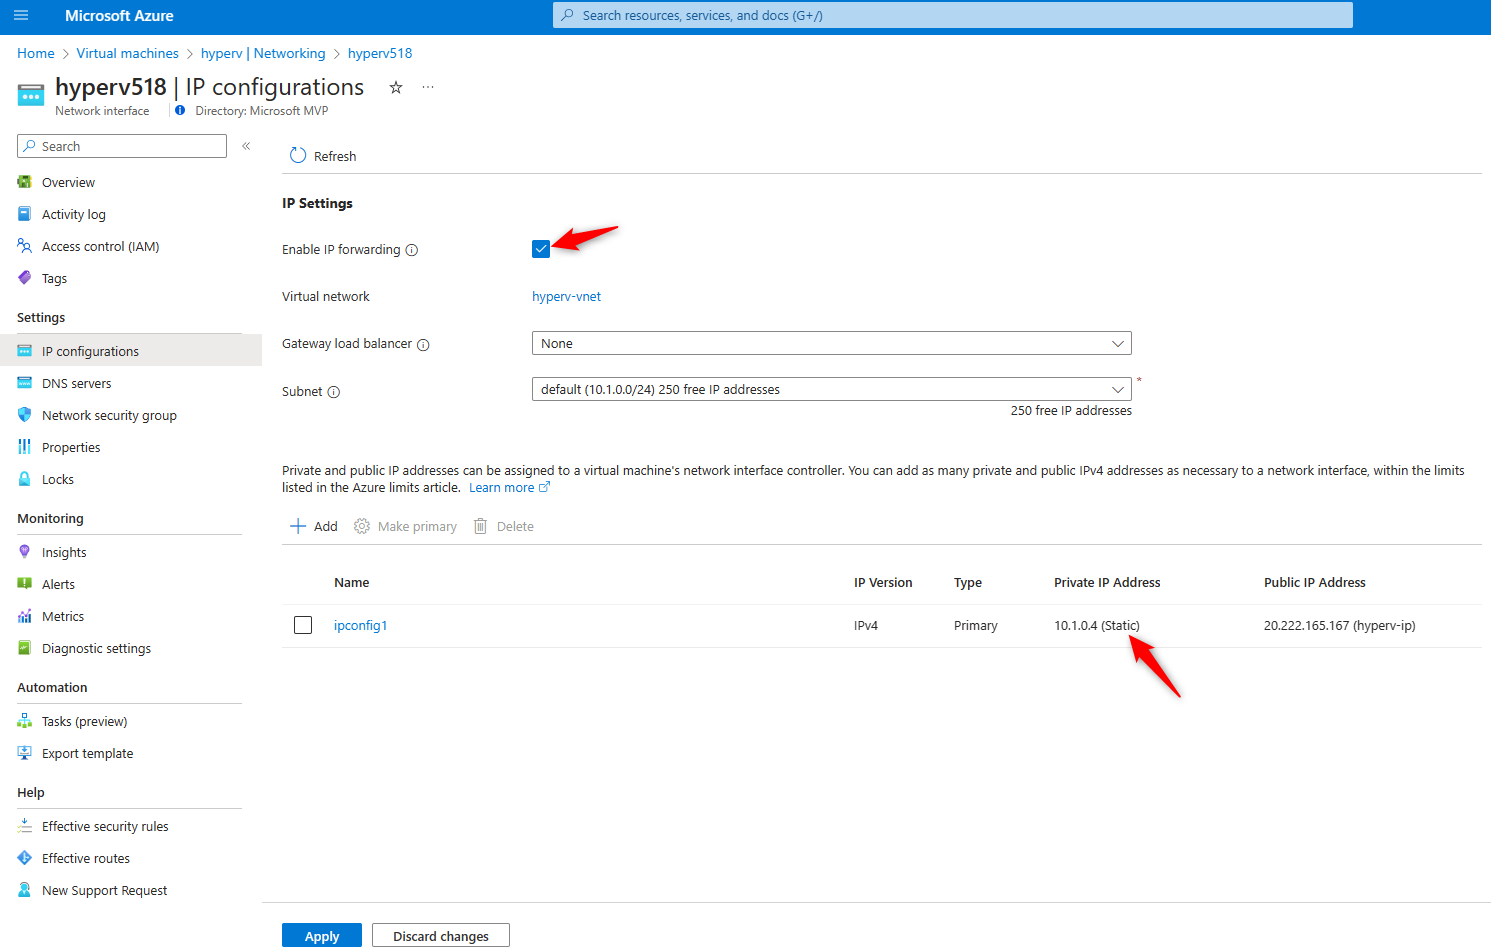 Microsoft Azure
Search resources, services, and docs (G+/)
Home > Virtual machines > hyperv | Networking > hyperv518
hyperv518 | IP configurations
Network interface
Directory: Microsoft MVP
Search
«
Overview
Activity log
Access control (IAM)
Tags
Settings
IP configurations
DNS servers
Network security group
Properties
Locks
Monitoring
Insights
Alerts
Metrics
Diagnostic settings
Automation
Tasks (preview)
Export template
Help
Effective security rules
Effective routes
New Support Request
Refresh
IP Settings
Enable IP forwarding
Virtual network
hyperv-vnet
Gateway load balancer
None
Subnet
default (10.1.0.0/24) 250 free IP addresses
*
250 free IP addresses
Private and public IP addresses can be assigned to a virtual machine's network interface controller. You can add as many private and public IPv4 addresses as necessary to a network interface, within the limits
listed in the Azure limits article. Learn more
Add Make primary Delete
Name IP Version Type Private IP Address Public IP Address
ipconfig1 IPv4 Primary 10.1.0.4 (Static) 20.222.165.167 (hyperv-ip)
Apply Discard changes